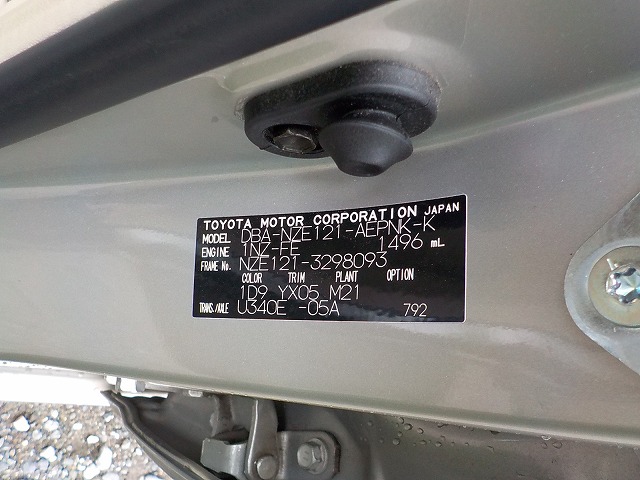 TOYOTA MOTOR CORPORATION JAPAN
MODEL DBA-NZE121-AEPNK-K
ENGINE 1NZ-FE 1496 mL
FRAME No. NZE121-3298093
COLOR TRIM PLANT OPTION
1D9 YX05 M21
TRANS./AXLE U340E -05A 792